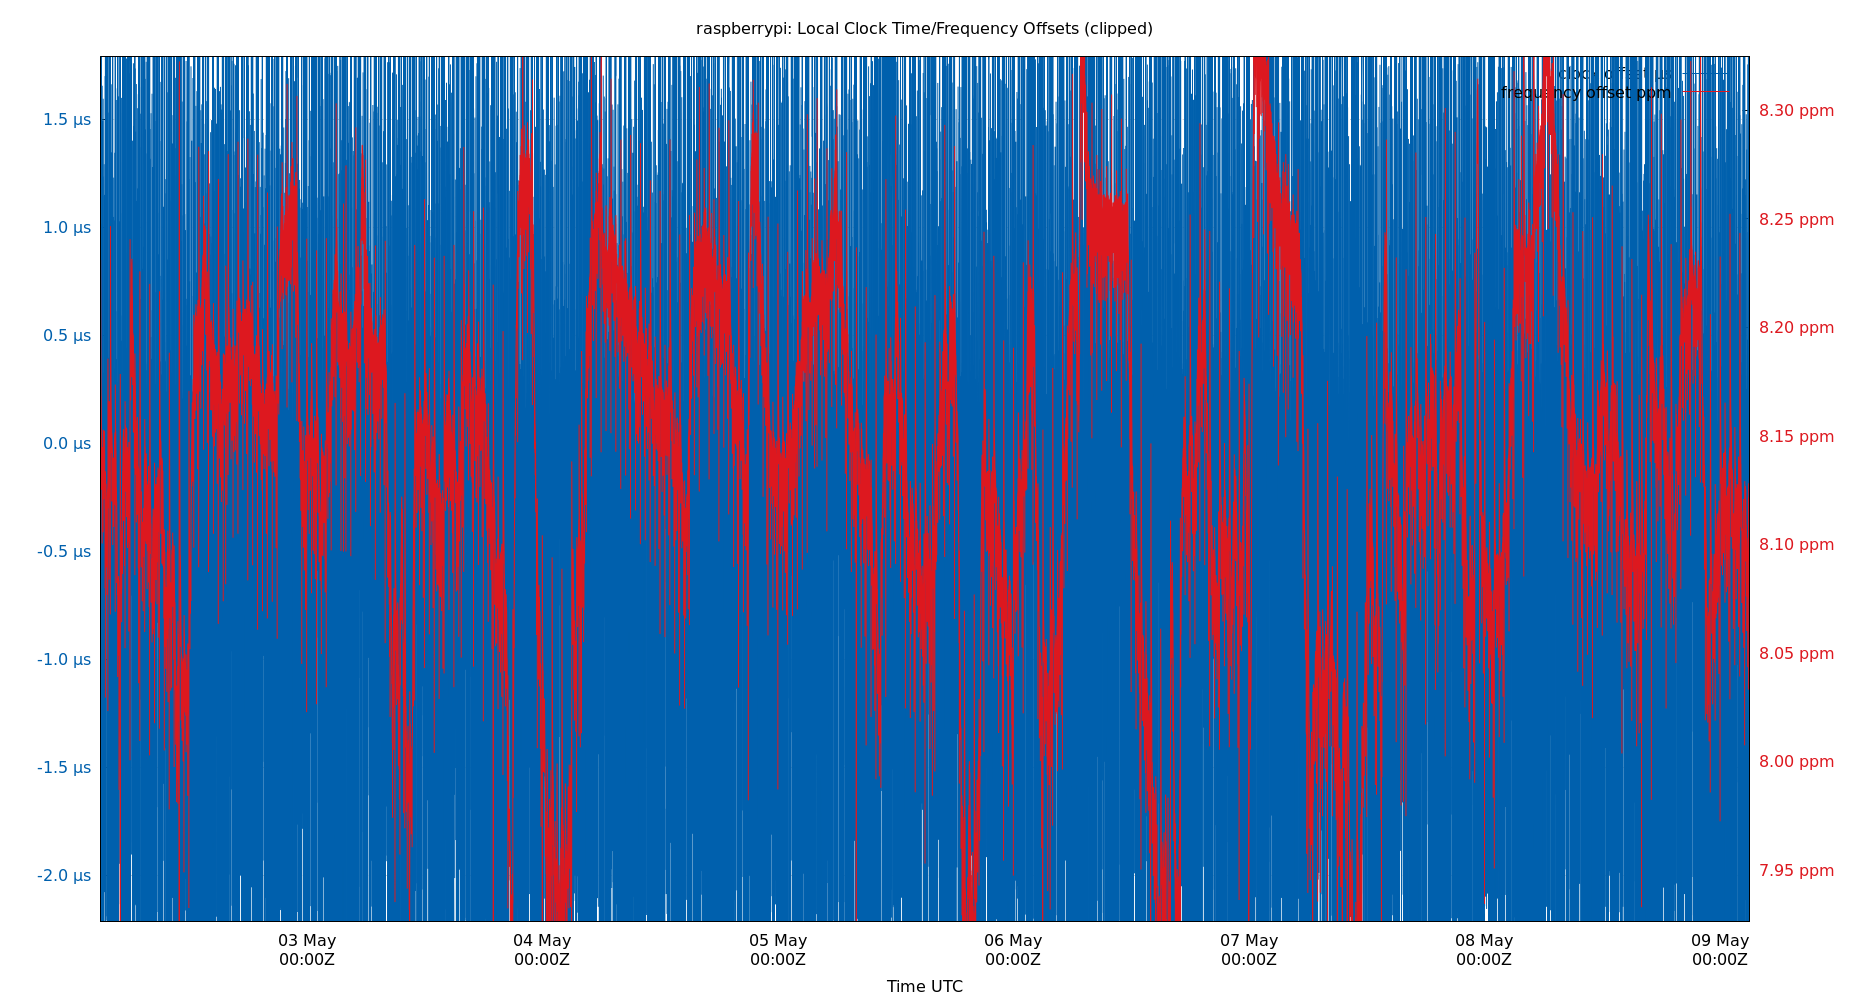 raspberrypi: Local Clock Time/Frequency Offsets (clipped)
clock offset µs
frequency offset ppm
1.5 µs
1.0 µs
0.5 µs
0.0 µs
-0.5 µs
-1.0 µs
-1.5 µs
-2.0 µs
8.30 ppm
8.25 ppm
8.20 ppm
8.15 ppm
8.10 ppm
8.05 ppm
8.00 ppm
7.95 ppm
03 May
00:00Z
04 May
00:00Z
05 May
00:00Z
06 May
00:00Z
07 May
00:00Z
08 May
00:00Z
09 May
00:00Z
Time UTC